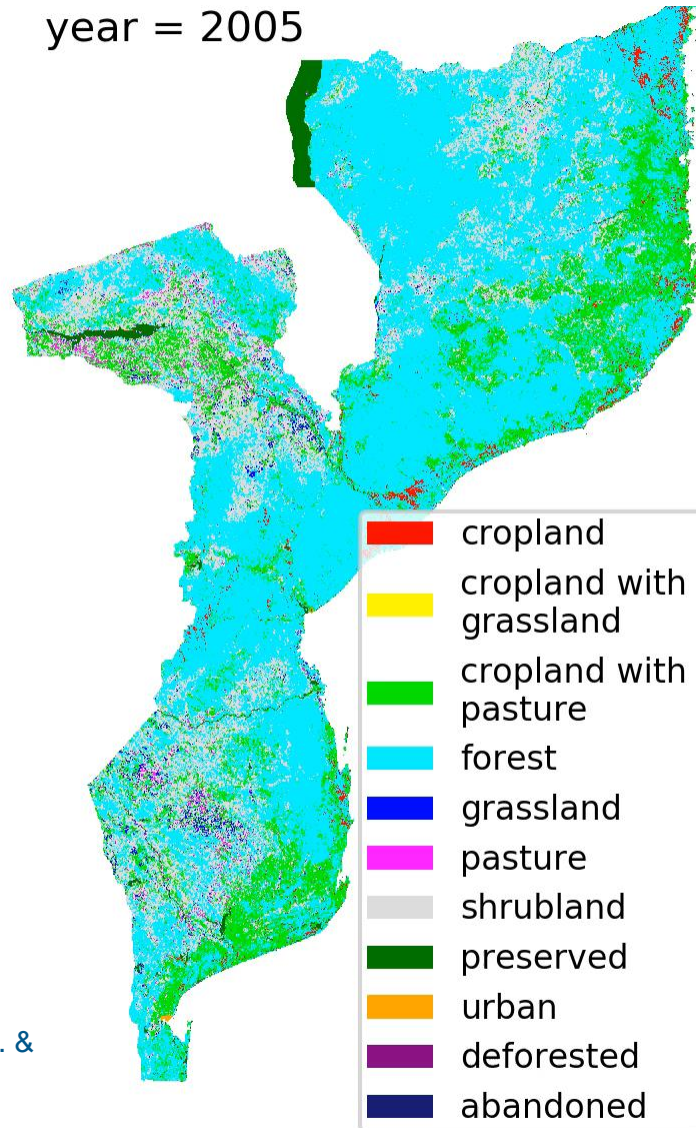 year = 2005
cropland
cropland with
grassland
cropland with
pasture
forest
grassland
pasture
shrubland
preserved
urban
deforested
abandoned
. &